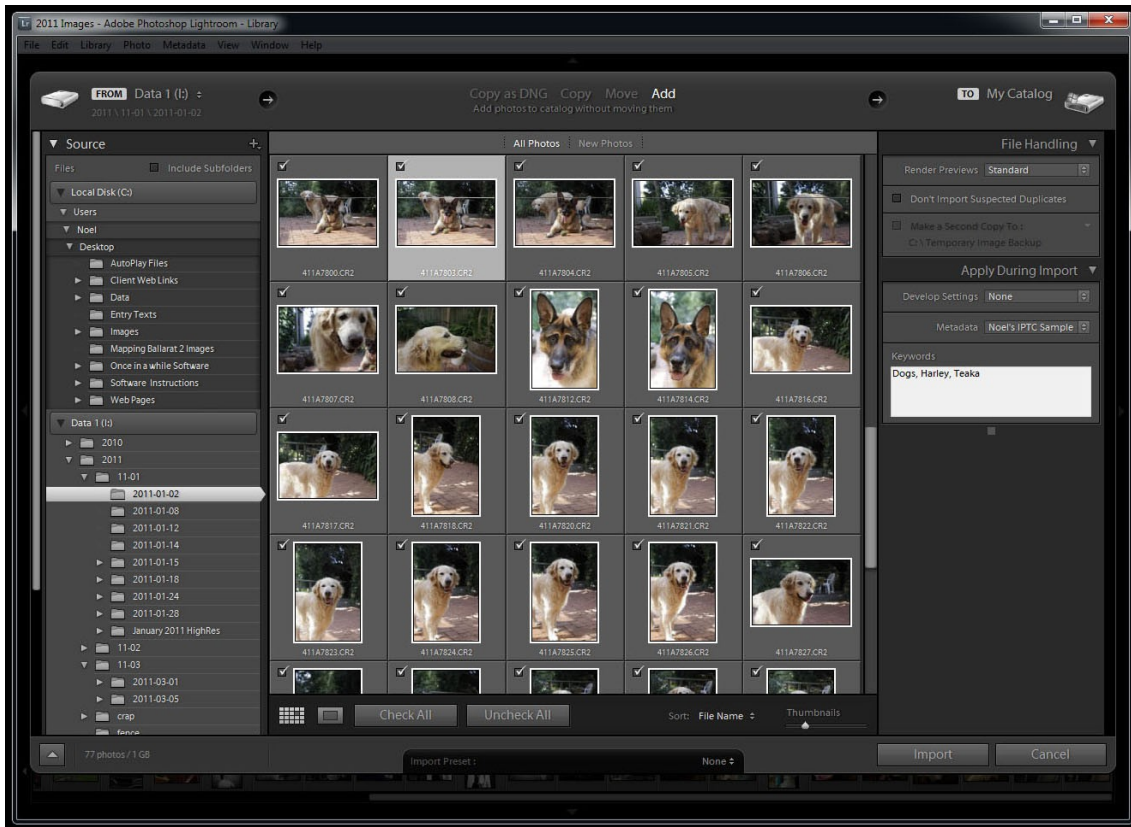 2011 Images - Adobe Photoshop Lightroom - Library
File Edit Library Photo Metadata View Window Help
FROM Data 1 (I:)
2011 \ 11-01 \ 2011-01-02
Copy as DNG Copy Move Add
Add photos to catalog without moving them
TO My Catalog
Source
Files Include Subfolders
Local Disk (C:)
Users
Noel
Desktop
AutoPlay Files
Client Web Links
Data
Entry Texts
Images
Mapping Ballarat 2 Images
Once in a while Software
Software Instructions
Web Pages
Data 1 (I:)
2010
2011
11-01
2011-01-02
2011-01-08
2011-01-12
2011-01-14
2011-01-15
2011-01-18
2011-01-24
2011-01-28
January 2011 HighRes
11-02
11-03
2011-03-01
2011-03-05
crap
fence
All Photos New Photos
411A7800.CR2 411A7803.CR2 411A7804.CR2 411A7805.CR2 411A7806.CR2
411A7807.CR2 411A7808.CR2 411A7812.CR2 411A7814.CR2 411A7816.CR2
411A7817.CR2 411A7818.CR2 411A7820.CR2 411A7821.CR2 411A7822.CR2
411A7823.CR2 411A7824.CR2 411A7825.CR2 411A7826.CR2 411A7827.CR2
Check All Uncheck All Sort: File Name Thumbnails
File Handling
Render Previews Standard
Don't Import Suspected Duplicates
Make a Second Copy To :
C: \ Temporary Image Backup
Apply During Import
Develop Settings None
Metadata Noel's IPTC Sample
Keywords
Dogs, Harley, Teaka
77 photos / 1 GB
Import Preset : None
Import Cancel